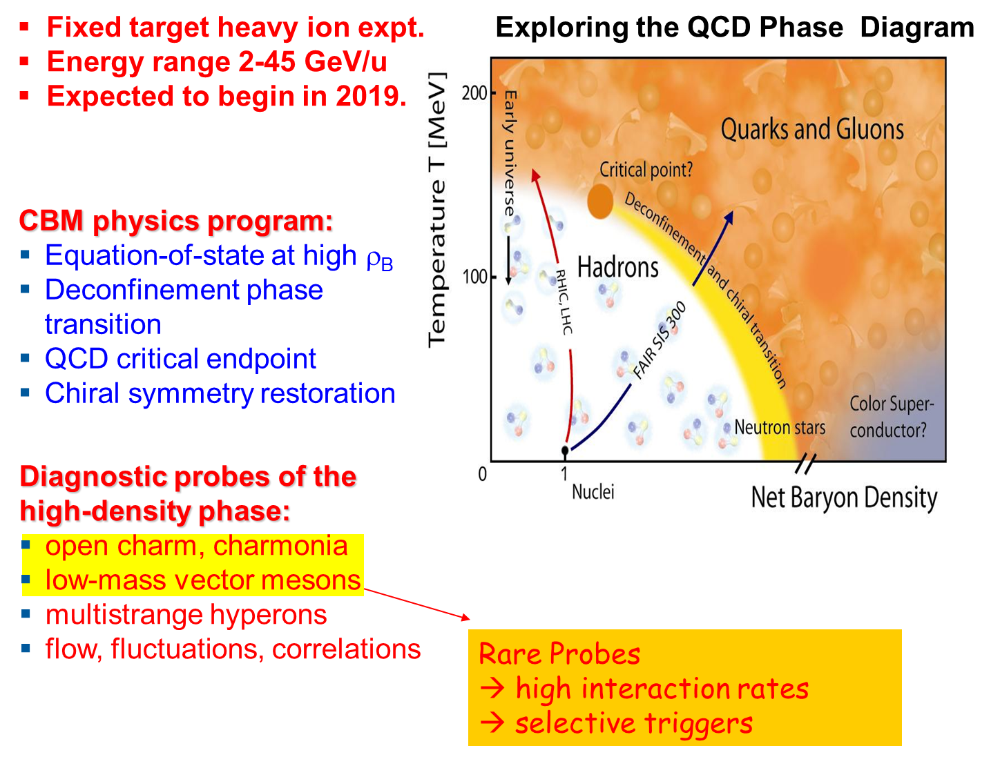 ▪ Fixed target heavy ion expt.
▪ Energy range 2-45 GeV/u
▪ Expected to begin in 2019.
CBM physics program:
▪ Equation-of-state at high ρB
▪ Deconfinement phase
transition
▪ QCD critical endpoint
▪ Chiral symmetry restoration
Diagnostic probes of the
high-density phase:
▪ open charm, charmonia
▪ low-mass vector mesons
▪ multistrange hyperons
▪ flow, fluctuations, correlations
Exploring the QCD Phase Diagram
Temperature T [MeV]
200
100
Early universe
Quarks and Gluons
Critical point?
Deconfinement and chiral transition
Hadrons
RHIC, LHC
FAIR SIS 300
Color Super-
conductor?
Neutron stars
0
1
Nuclei
Net Baryon Density
Rare Probes
→ high interaction rates
→ selective triggers